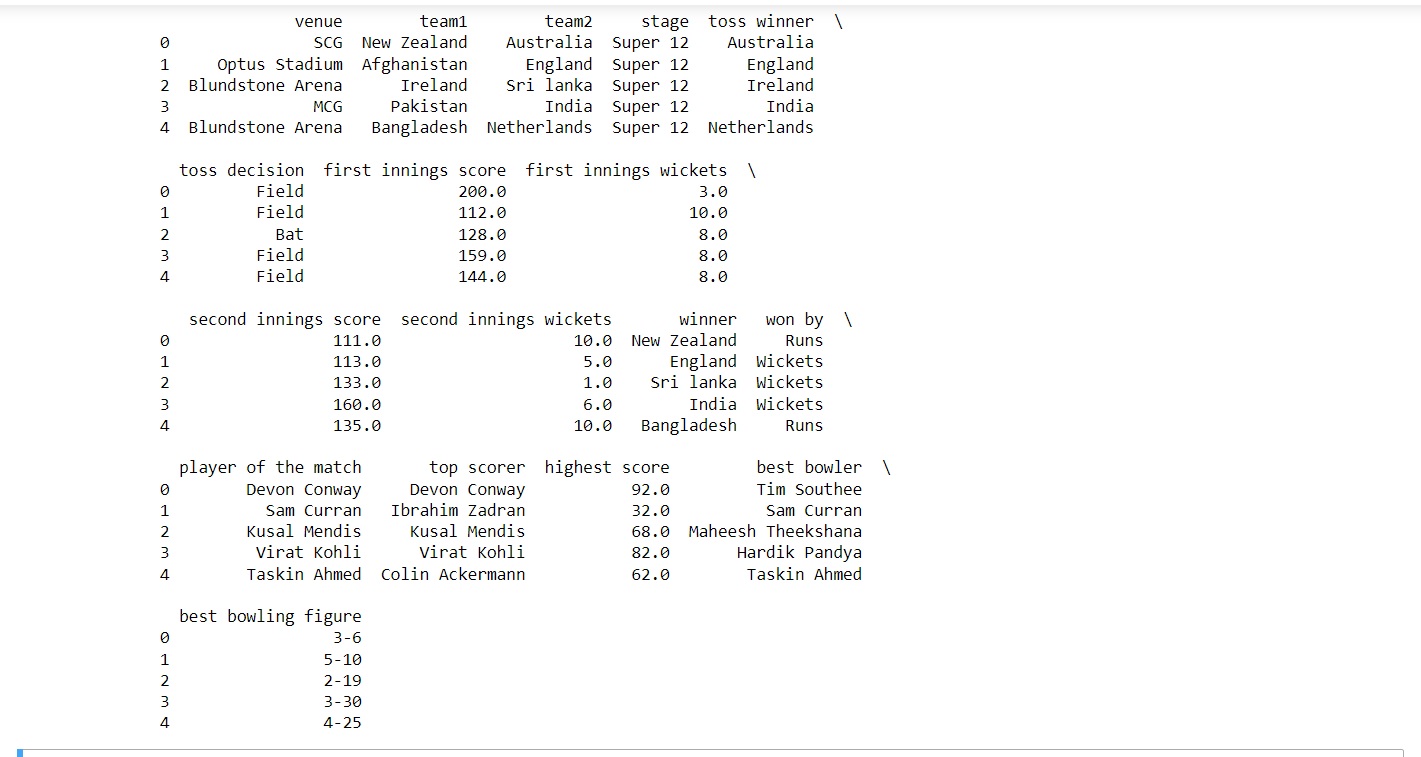 venue team1 team2 stage toss winner \
0 SCG New Zealand Australia Super 12 Australia
1 Optus Stadium Afghanistan England Super 12 England
2 Blundstone Arena Ireland Sri lanka Super 12 Ireland
3 MCG Pakistan India Super 12 India
4 Blundstone Arena Bangladesh Netherlands Super 12 Netherlands
toss decision first innings score first innings wickets \
0 Field 200.0 3.0
1 Field 112.0 10.0
2 Bat 128.0 8.0
3 Field 159.0 8.0
4 Field 144.0 8.0
second innings score second innings wickets winner won by \
0 111.0 10.0 New Zealand Runs
1 113.0 5.0 England Wickets
2 133.0 1.0 Sri lanka Wickets
3 160.0 6.0 India Wickets
4 135.0 10.0 Bangladesh Runs
player of the match top scorer highest score best bowler \
0 Devon Conway Devon Conway 92.0 Tim Southee
1 Sam Curran Ibrahim Zadran 32.0 Sam Curran
2 Kusal Mendis Kusal Mendis 68.0 Maheesh Theekshana
3 Virat Kohli Virat Kohli 82.0 Hardik Pandya
4 Taskin Ahmed Colin Ackermann 62.0 Taskin Ahmed
best bowling figure
0 3-6
1 5-10
2 2-19
3 3-30
4 4-25